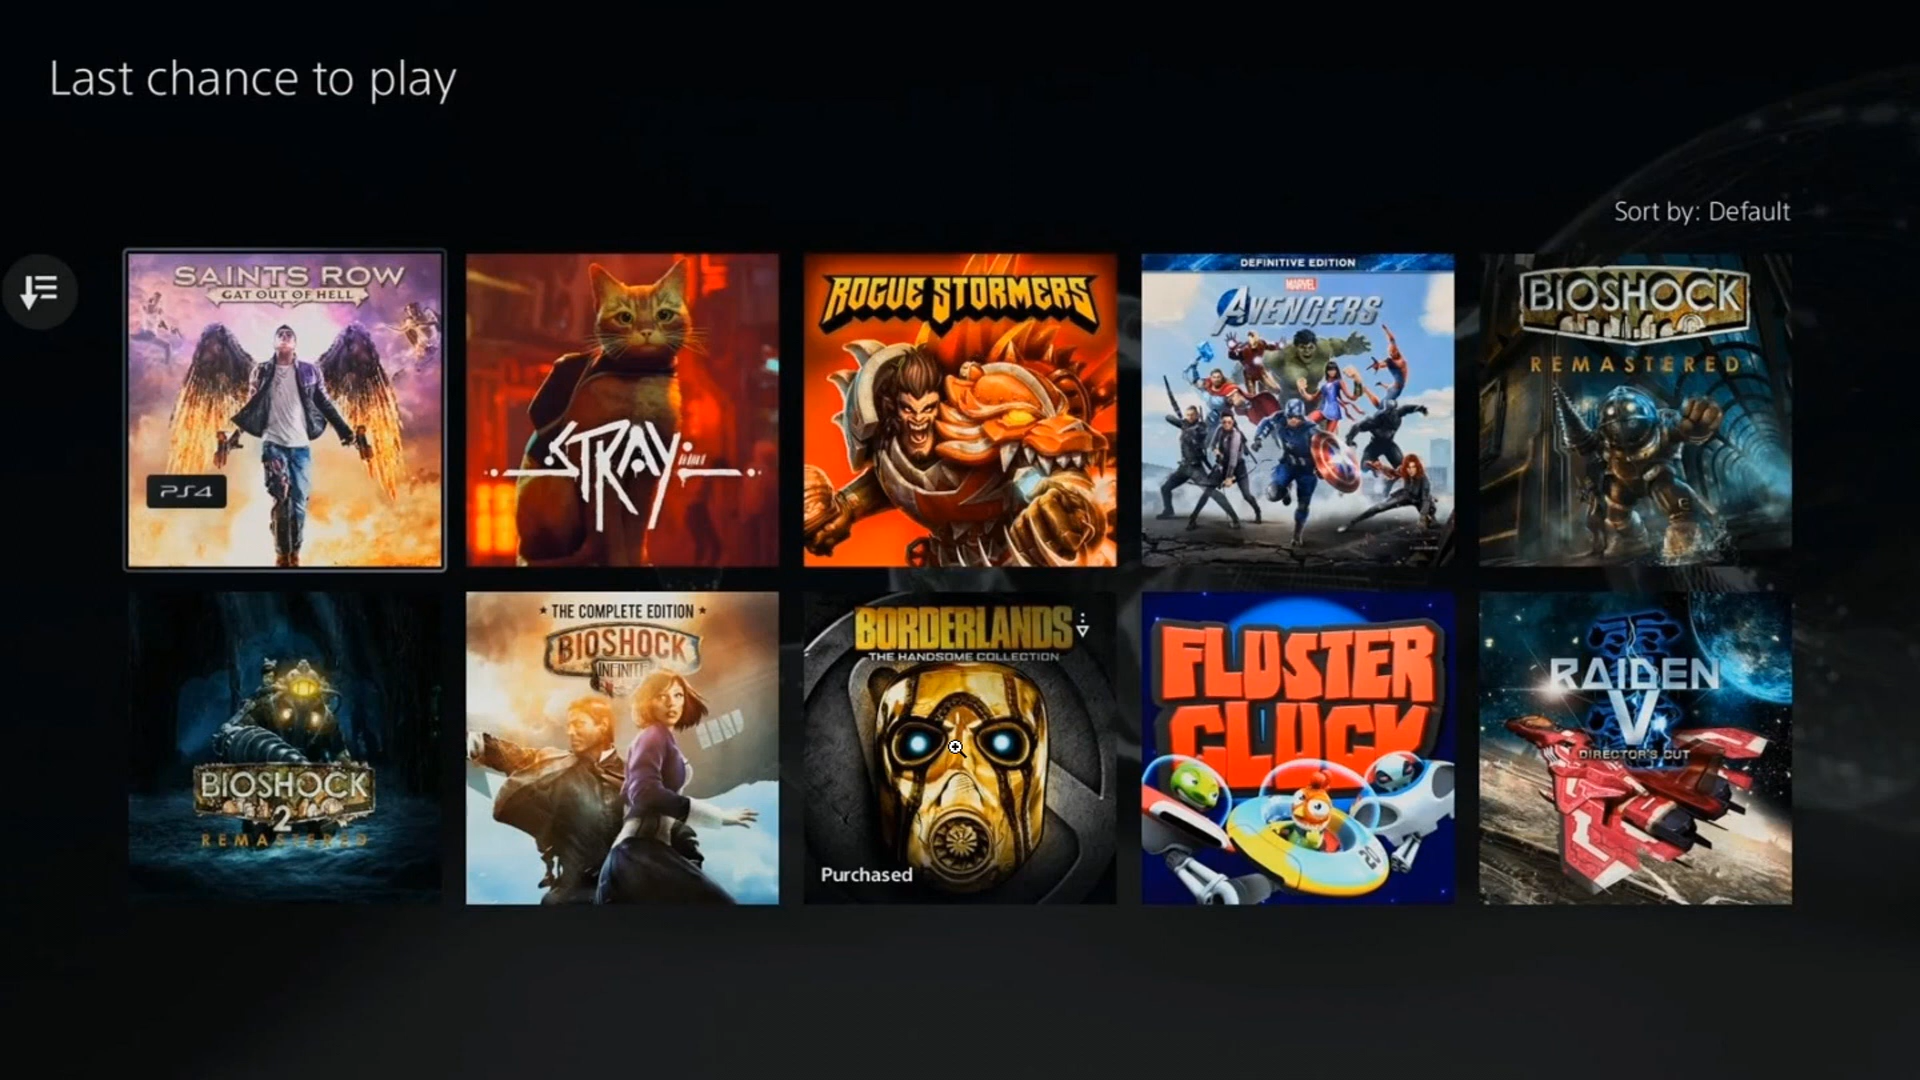 Last chance to play
Sort by: Default
SAINTS ROW
GAT OUT OF HELL
PS4
STRAY
ROGUE STORMERS
DEFINITIVE EDITION
MARVEL
AVENGERS
BIOSHOCK
REMASTERED
BIOSHOCK
2
REMASTERED
THE COMPLETE EDITION
BIOSHOCK
INFINITE
BORDERLANDS
THE HANDSOME COLLECTION
Purchased
FLUSTER
CLUCK
20
RAIDEN
V
DIRECTOR'S CUT